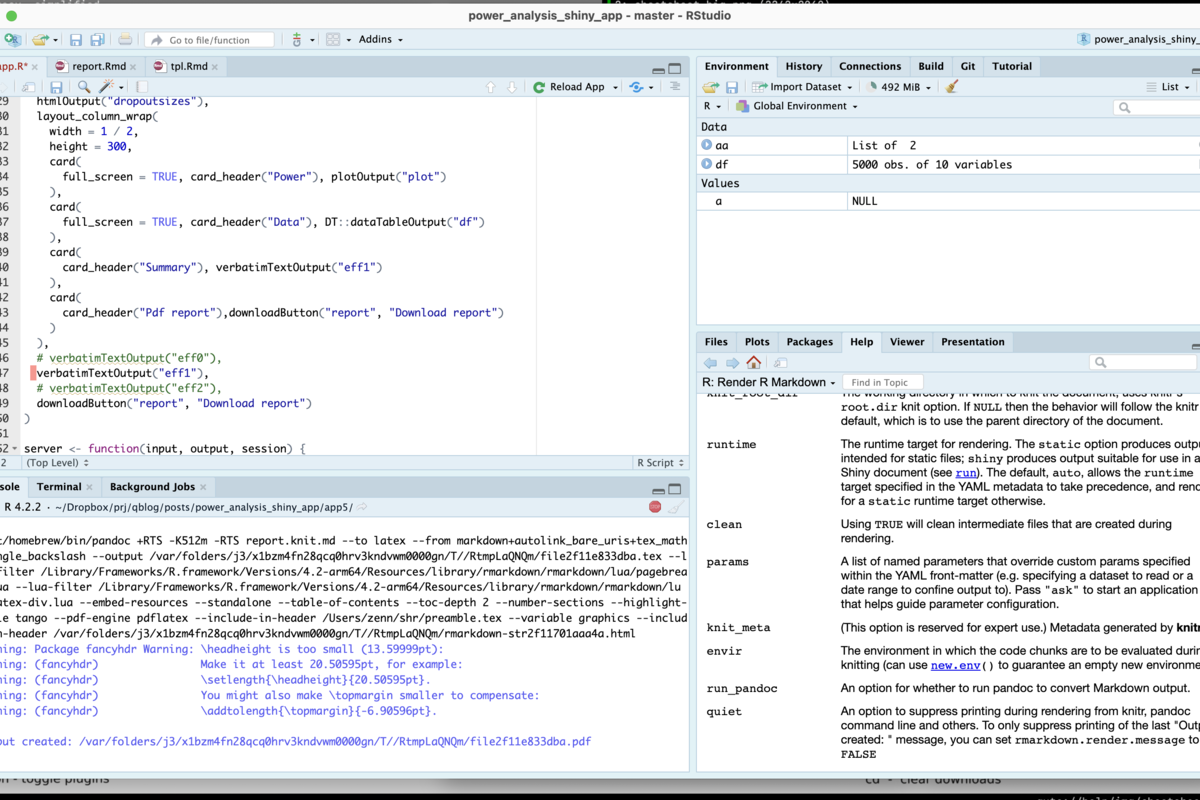 power_analysis_shiny_app - master - RStudio
Go to file/function
Addins
power_analysis_shiny_
app.R*
report.Rmd
tpl.Rmd
Reload App
29 htmlOutput("dropoutsizes"),
30 layout_column_wrap(
31 width = 1 / 2,
32 height = 300,
33 card(
34 full_screen = TRUE, card_header("Power"), plotOutput("plot")
35 ),
36 card(
37 full_screen = TRUE, card_header("Data"), DT::dataTableOutput("df")
38 ),
39 card(
40 card_header("Summary"), verbatimTextOutput("eff1")
41 ),
42 card(
43 card_header("Pdf report"),downloadButton("report", "Download report")
44 )
45 ),
46 # verbatimTextOutput("eff0"),
47 verbatimTextOutput("eff1"),
48 # verbatimTextOutput("eff2"),
49 downloadButton("report", "Download report")
50 )
51
52 server <- function(input, output, session) {
2 (Top Level)
R Script
sole
Terminal
Background Jobs
R 4.2.2 · ~/Dropbox/prj/qblog/posts/power_analysis_shiny_app/app5/
t/homebrew/bin/pandoc +RTS -K512m -RTS report.knit.md --to latex --from markdown+autolink_bare_uris+tex_math
ngle_backslash --output /var/folders/j3/x1bzm4fn28qcq0hrv3kndvwm0000gn/T//RtmpLaQNQm/file2f11e833dba.tex --l
filter /Library/Frameworks/R.framework/Versions/4.2-arm64/Resources/library/rmarkdown/rmarkdown/lua/pagebrea
ua --lua-filter /Library/Frameworks/R.framework/Versions/4.2-arm64/Resources/library/rmarkdown/rmarkdown/lu
atex-div.lua --embed-resources --standalone --table-of-contents --toc-depth 2 --number-sections --highlight-
le tango --pdf-engine pdflatex --include-in-header /Users/zenn/shr/preamble.tex --variable graphics --includ
n-header /var/folders/j3/x1bzm4fn28qcq0hrv3kndvwm0000gn/T//RtmpLaQNQm/rmarkdown-str2f11701aaa4a.html
ning: Package fancyhdr Warning: \headheight is too small (13.59999pt):
ning: (fancyhdr) Make it at least 20.50595pt, for example:
ning: (fancyhdr) \setlength{\headheight}{20.50595pt}.
ning: (fancyhdr) You might also make \topmargin smaller to compensate:
ning: (fancyhdr) \addtolength{\topmargin}{-6.90596pt}.
put created: /var/folders/j3/x1bzm4fn28qcq0hrv3kndvwm0000gn/T//RtmpLaQNQm/file2f11e833dba.pdf
Environment
History
Connections
Build
Git
Tutorial
Import Dataset
492 MiB
List
R
Global Environment
Data
aa List of 2
df 5000 obs. of 10 variables
Values
a NULL
Files
Plots
Packages
Help
Viewer
Presentation
R: Render R Markdown
Find in Topic
knit_root_dir The working directory in which to knit the document; uses knitr's
root.dir knit option. If NULL then the behavior will follow the knitr
default, which is to use the parent directory of the document.
runtime The runtime target for rendering. The static option produces outpu
intended for static files; shiny produces output suitable for use in a
Shiny document (see run). The default, auto, allows the runtime
target specified in the YAML metadata to take precedence, and rend
for a static runtime target otherwise.
clean Using TRUE will clean intermediate files that are created during
rendering.
params A list of named parameters that override custom params specified
within the YAML front-matter (e.g. specifying a dataset to read or a
date range to confine output to). Pass "ask" to start an application
that helps guide parameter configuration.
knit_meta (This option is reserved for expert use.) Metadata generated by knitr
envir The environment in which the code chunks are to be evaluated durin
knitting (can use new.env() to guarantee an empty new environme
run_pandoc An option for whether to run pandoc to convert Markdown output.
quiet An option to suppress printing during rendering from knitr, pandoc
command line and others. To only suppress printing of the last "Outp
created: " message, you can set rmarkdown.render.message to
FALSE
toggle plugins
cd - clear downloads